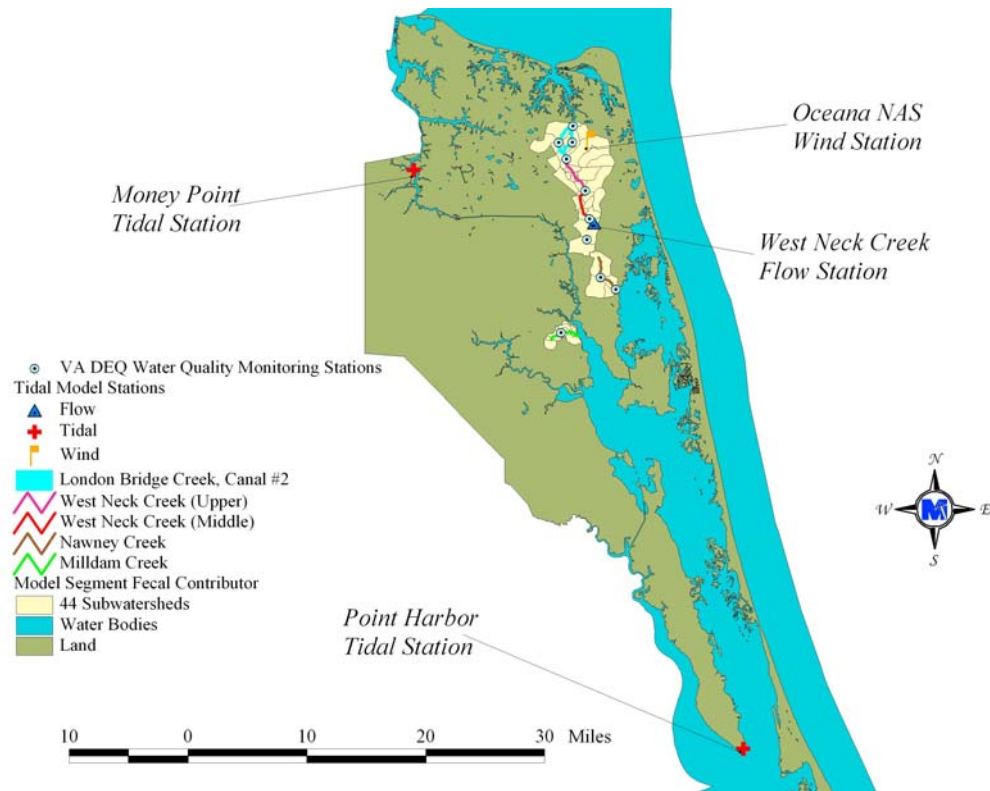 Oceana NAS
Wind Station
Money Point
Tidal Station
West Neck Creek
Flow Station
VA DEQ Water Quality Monitoring Stations
Tidal Model Stations
Flow
Tidal
Wind
London Bridge Creek, Canal #2
West Neck Creek (Upper)
West Neck Creek (Middle)
Nawney Creek
Milldam Creek
Model Segment Fecal Contributor
44 Subwatersheds
Water Bodies
Land
N
W
E
S
M
Point Harbor
Tidal Station
10 0 10 20 30 Miles